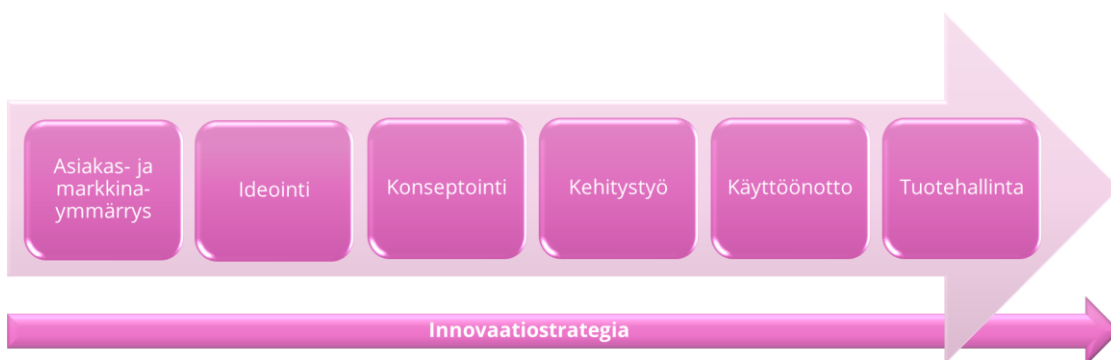 Asiakas- ja
markkina-
ymmärrys
Ideointi
Konseptointi
Kehitystyö
Käyttöönotto
Tuotehallinta
Innovaatiostrategia